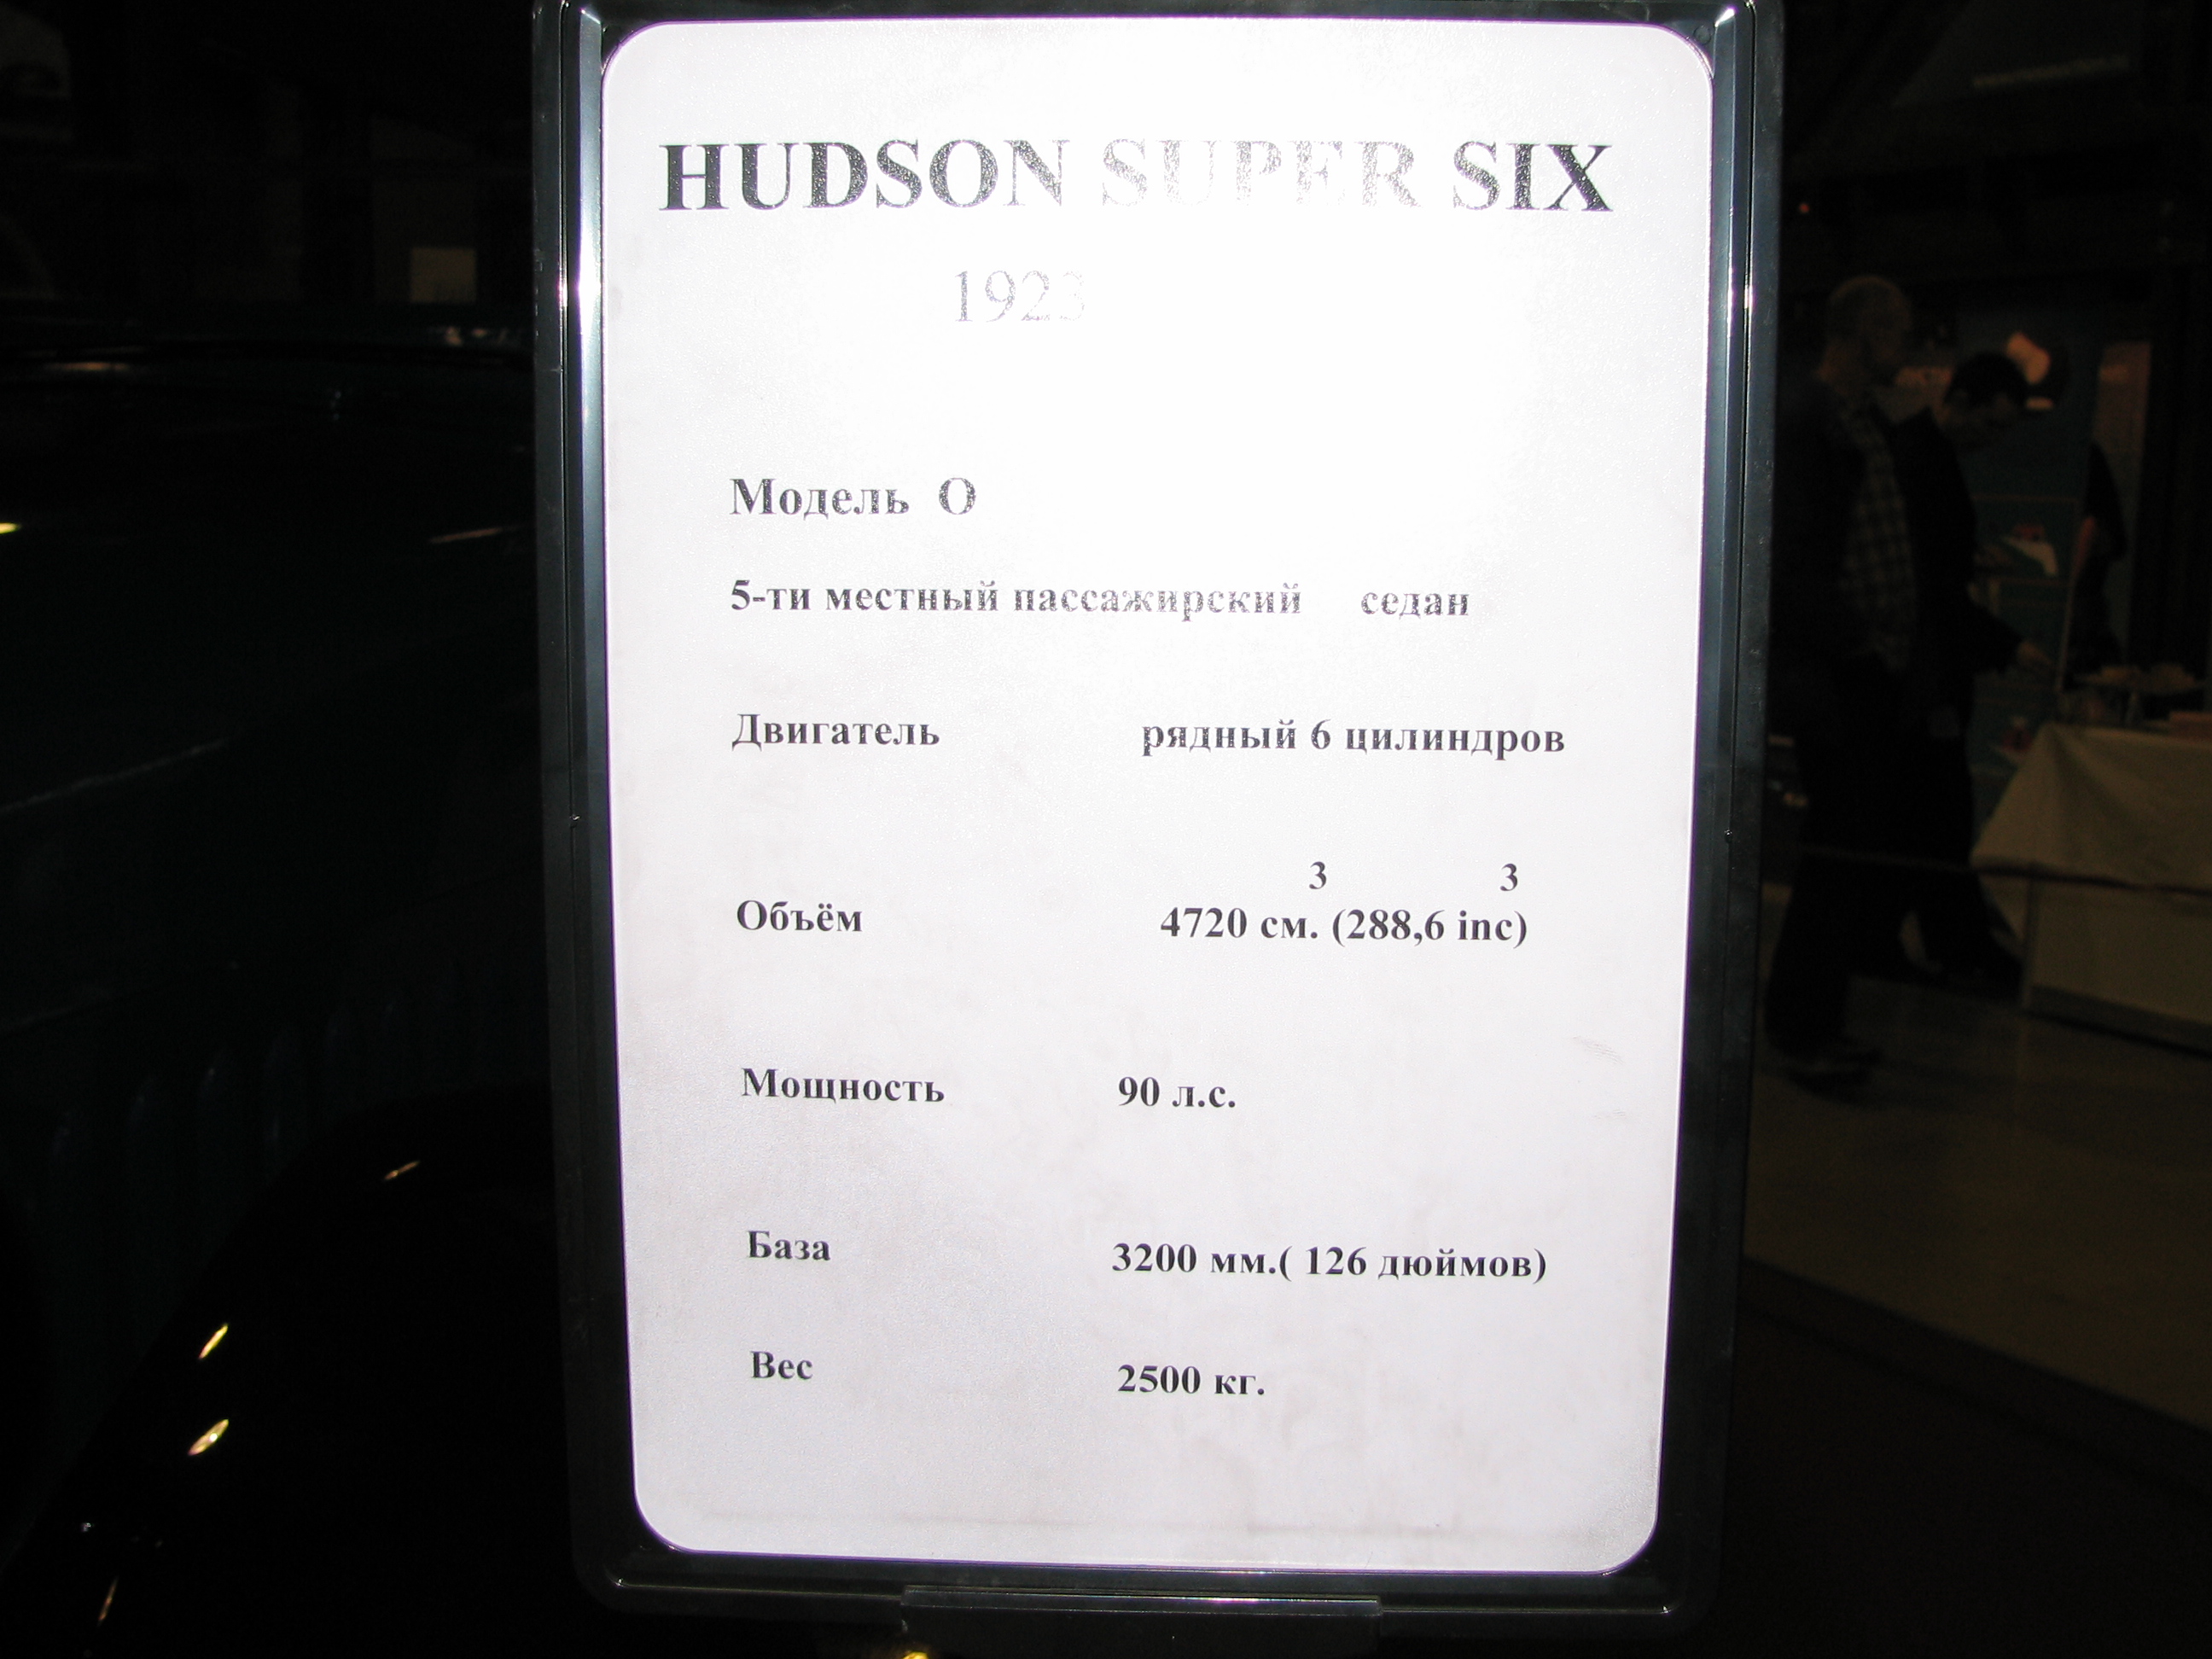 HUDSON SUPER SIX
1923
Модель О
5-ти местный пассажирский седан
Двигатель рядный 6 цилиндров
3 3
Объём 4720 см. (288,6 inc)
Мощность 90 л.с.
База 3200 мм.( 126 дюймов)
Вес 2500 кг.